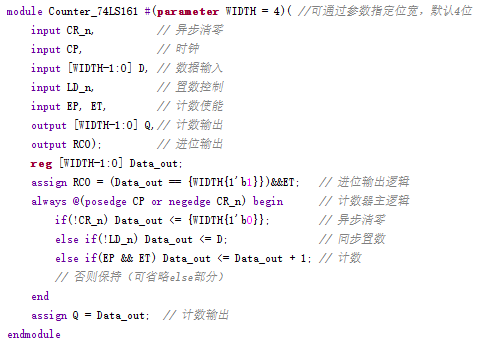 module Counter_74LS161 #(parameter WIDTH = 4)( //可通过参数指定位宽，默认4位
input CR_n, // 异步清零
input CP, // 时钟
input [WIDTH-1:0] D, // 数据输入
input LD_n, // 置数控制
input EP, ET, // 计数使能
output [WIDTH-1:0] Q, // 计数输出
output RCO); // 进位输出
reg [WIDTH-1:0] Data_out;
assign RCO = (Data_out == {WIDTH{1'b1}})&&ET; // 进位输出逻辑
always @(posedge CP or negedge CR_n) begin // 计数器主逻辑
if(!CR_n) Data_out <= {WIDTH{1'b0}}; // 异步清零
else if(!LD_n) Data_out <= D; // 同步置数
else if(EP && ET) Data_out <= Data_out + 1; // 计数
// 否则保持（可省略else部分）
end
assign Q = Data_out; // 计数输出
endmodule